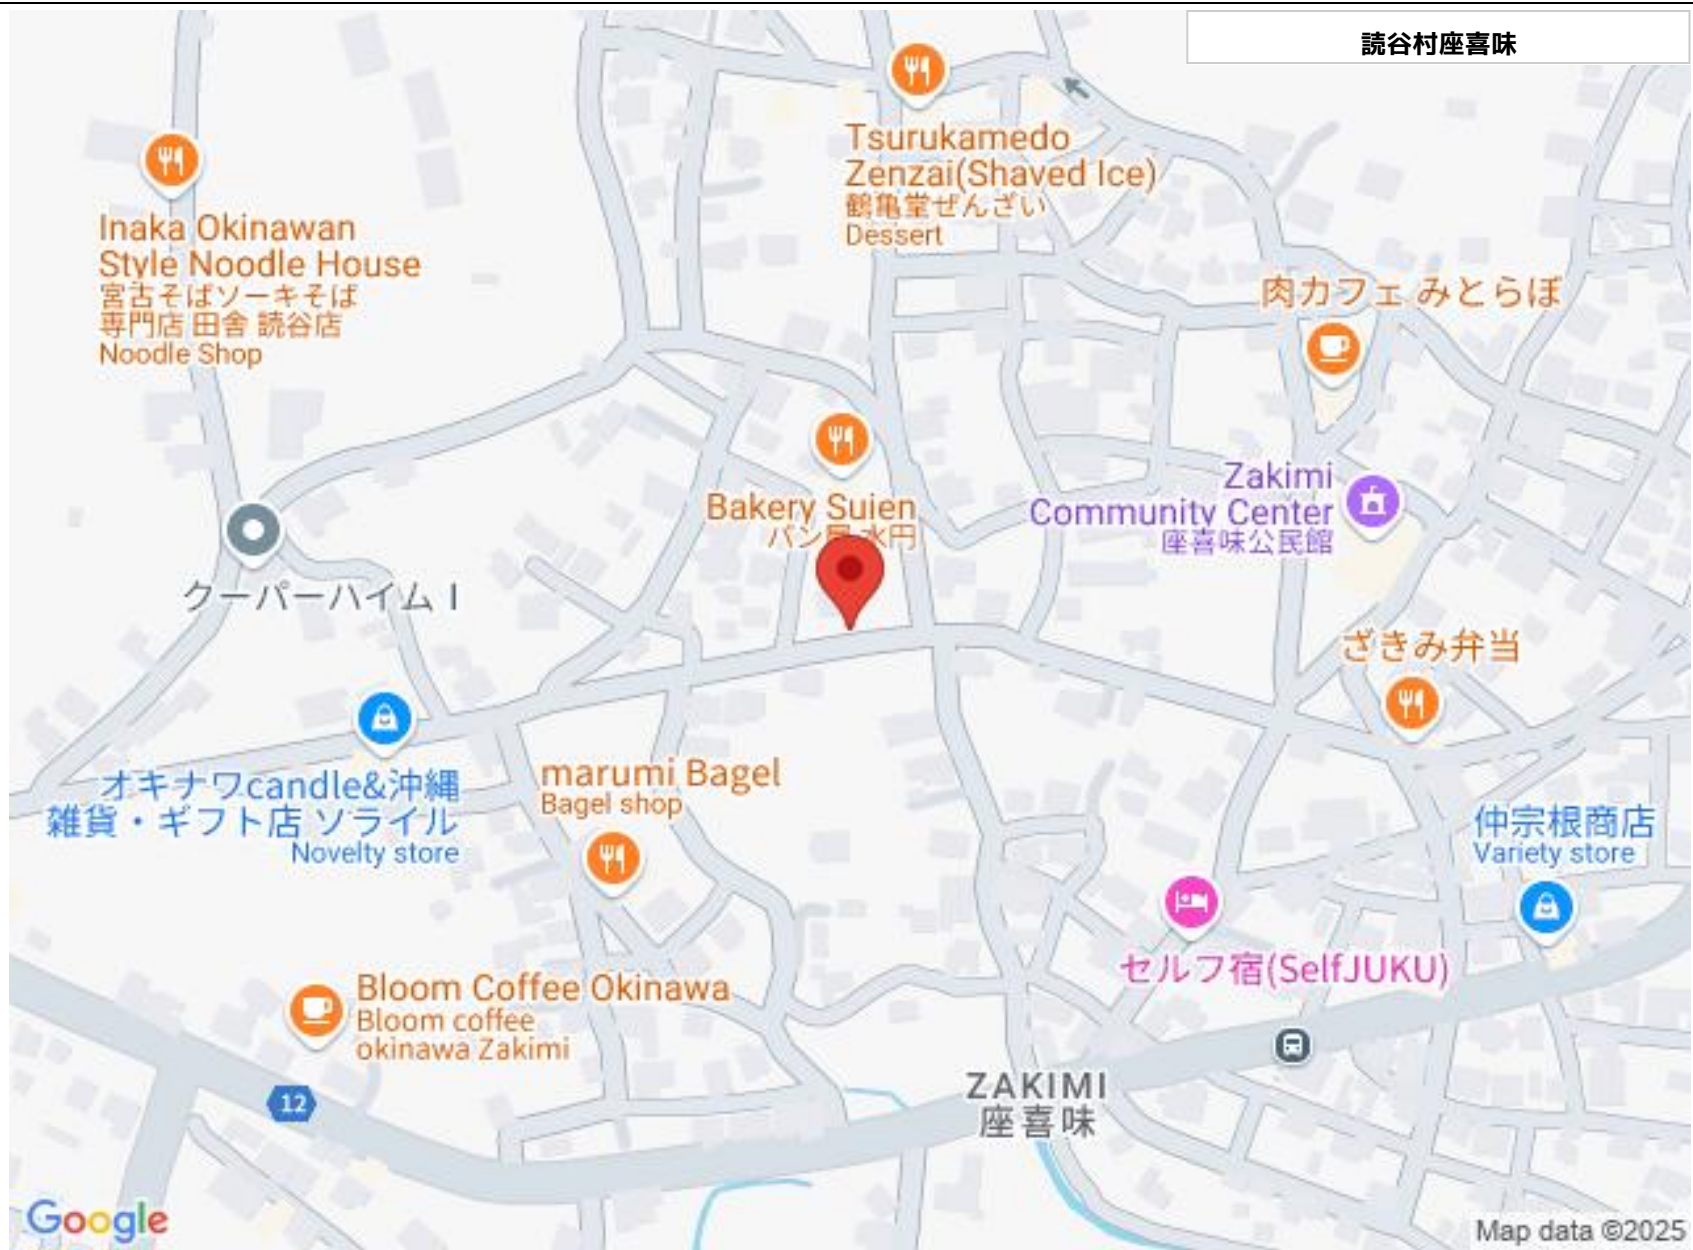 読谷村座喜味
Tsurukamedo
Zenzai(Shaved Ice)
鶴亀堂ぜんざい
Dessert
Inaka Okinawan
Style Noodle House
宮古そばソーキそば
専門店 田舎 読谷店
Noodle Shop
肉カフェ みとらぼ
Bakery Suien
パン屋 水円
Zakimi
Community Center
座喜味公民館
クーパーハイム I
ざきみ弁当
オキナワcandle&沖縄
雑貨・ギフト店 ソライル
Novelty store
marumi Bagel
Bagel shop
仲宗根商店
Variety store
セルフ宿(SelfJUKU)
Bloom Coffee Okinawa
Bloom coffee
okinawa Zakimi
12
ZAKIMI
座喜味
Google
Map data ©2025